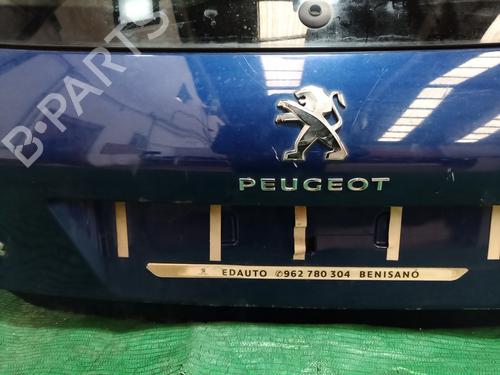 B-PARTS
PEUGEOT
EDAUTO ✆962 780 304 BENISANÓ